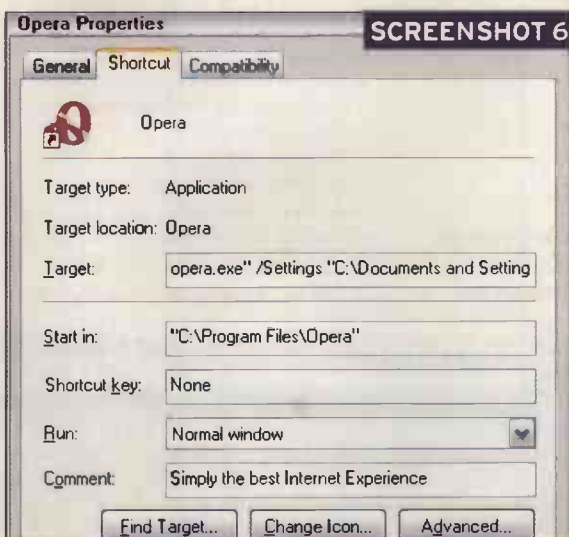 Opera Properties
SCREENSHOT 6
General Shortcut Compatibility
Opera
Target type: Application
Target location: Opera
Target: opera.exe" /Settings "C:\Documents and Setting
Start in: "C:\Program Files\Opera"
Shortcut key: None
Run: Normal window
Comment: Simply the best Internet Experience
Find Target... Change Icon... Advanced...